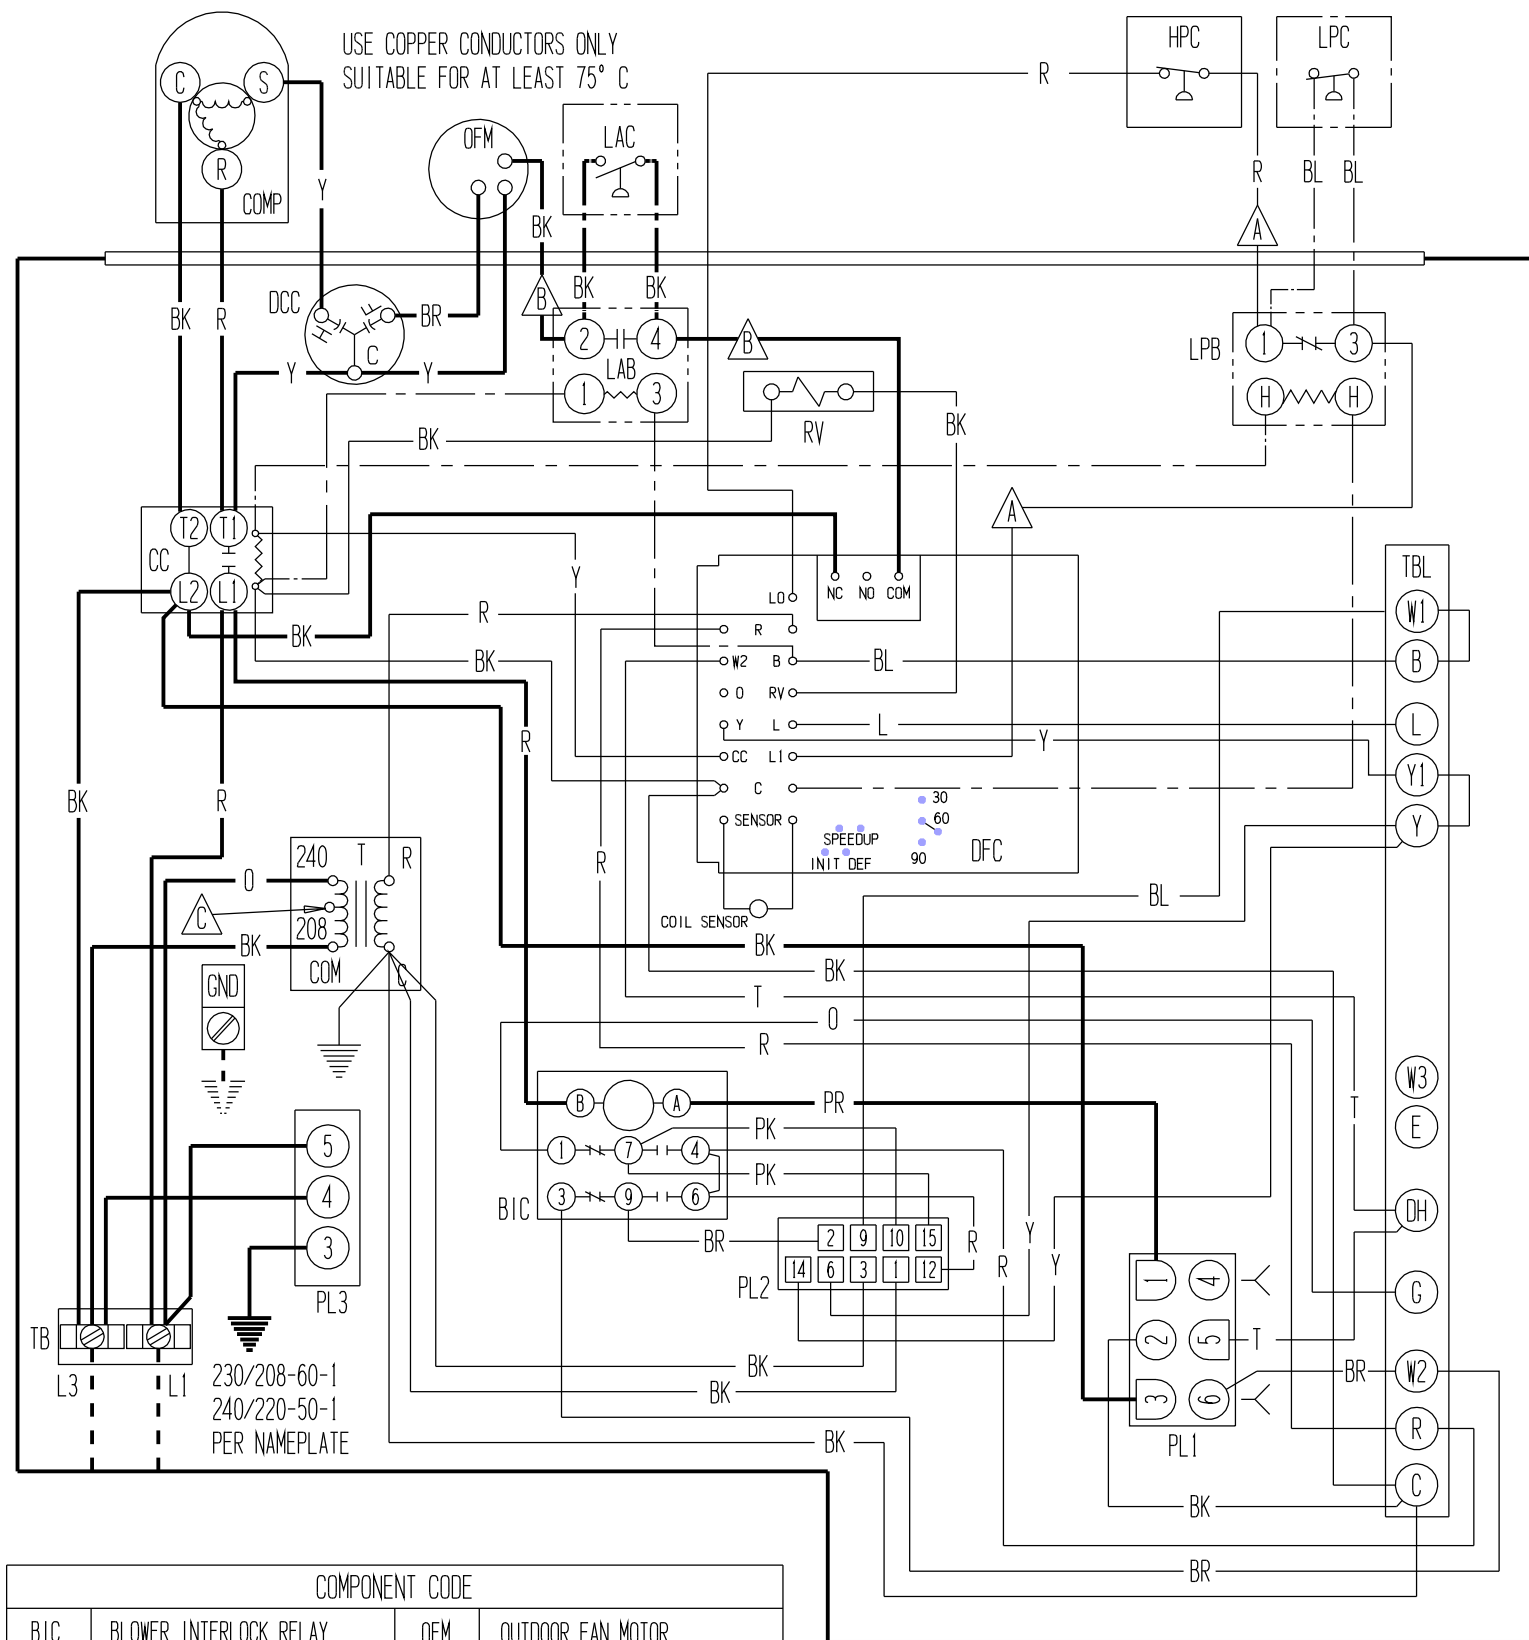 USE COPPER CONDUCTORS ONLY
SUITABLE FOR AT LEAST 75° C
C
S
R
COMP
Y
OFM
LAC
R
HPC
LPC
R
BL
BL
BK
A
B
BK
BK
DCC
BK
R
H
F
C
BR
Y
Y
2
4
LAB
1
3
B
RV
BK
LPB
1
3
H
H
BK
A
CC
T2
T1
L2
L1
Y
BK
R
BK
R
LO
NC
NO
COM
R
W2
B
O
RV
Y
L
CC
L1
C
SENSOR
SPEEDUP
INIT DEF
30
60
90
DFC
COIL SENSOR
BL
L
Y
TBL
W1
B
L
Y1
Y
W3
E
DH
G
W2
R
C
BK
R
R
BL
240
T
R
208
COM
C
O
C
BK
GND
BK
BK
T
O
R
T
B
A
PR
PK
1
7
4
PK
3
9
6
BIC
BR
2
9
10
15
14
6
3
1
12
PL2
R
R
Y
Y
5
4
3
PL3
TB
L3
L1
230/208-60-1
240/220-50-1
PER NAMEPLATE
BK
BK
BK
1
4
2
5
3
6
PL1
T
BR
BK
BR
COMPONENT CODE
BIC
BLOWER INTERLOCK RELAY
OFM
OUTDOOR FAN MOTOR